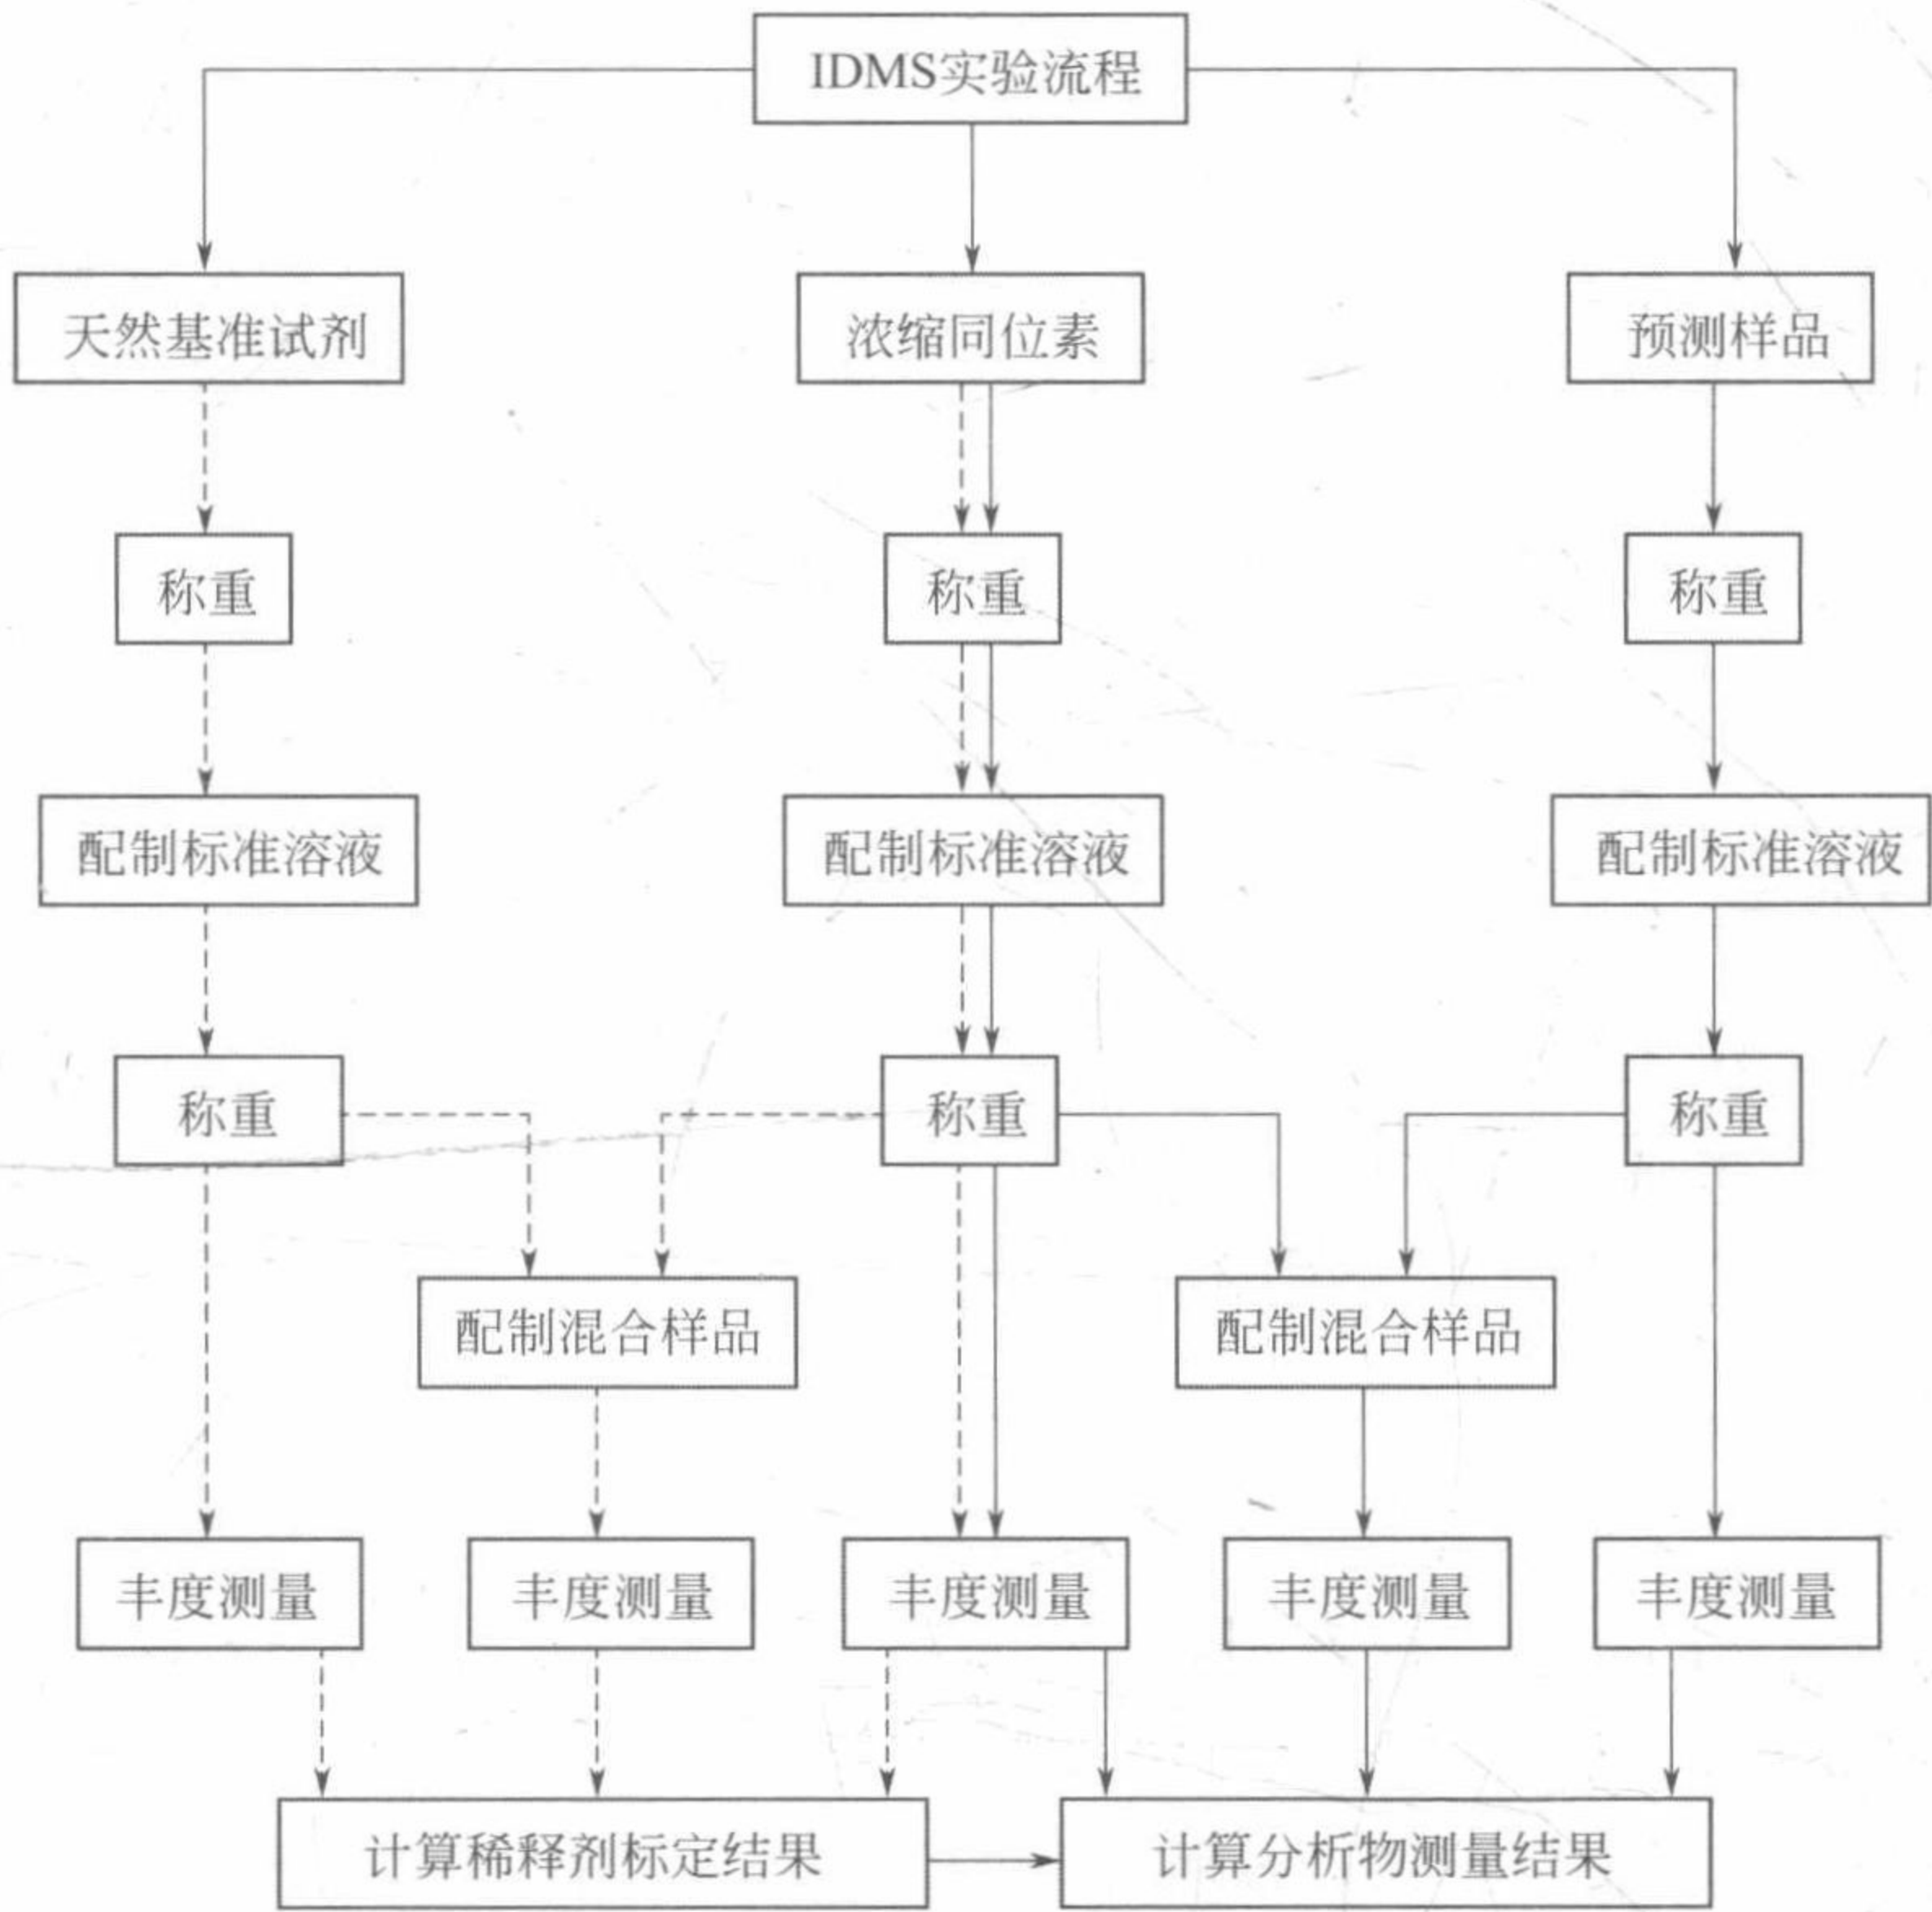 IDMS实验流程
天然基准试剂
浓缩同位素
预测样品
称重
称重
称重
配制标准溶液
配制标准溶液
配制标准溶液
称重
称重
称重
配制混合样品
配制混合样品
丰度测量
丰度测量
丰度测量
丰度测量
丰度测量
计算稀释剂标定结果
计算分析物测量结果